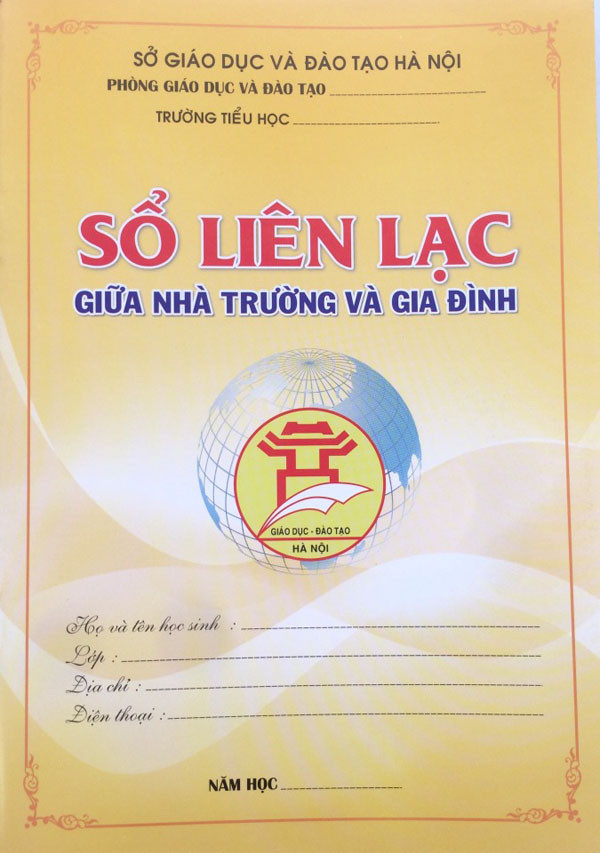 SỞ GIÁO DỤC VÀ ĐÀO TẠO HÀ NỘI
PHÒNG GIÁO DỤC VÀ ĐÀO TẠO
TRƯỜNG TIỂU HỌC
SỔ LIÊN LẠC
GIỮA NHÀ TRƯỜNG VÀ GIA ĐÌNH
GIÁO DỤC - ĐÀO TẠO
HÀ NỘI
Họ và tên học sinh :
Lớp :
Địa chỉ :
Điện thoại :
NĂM HỌC